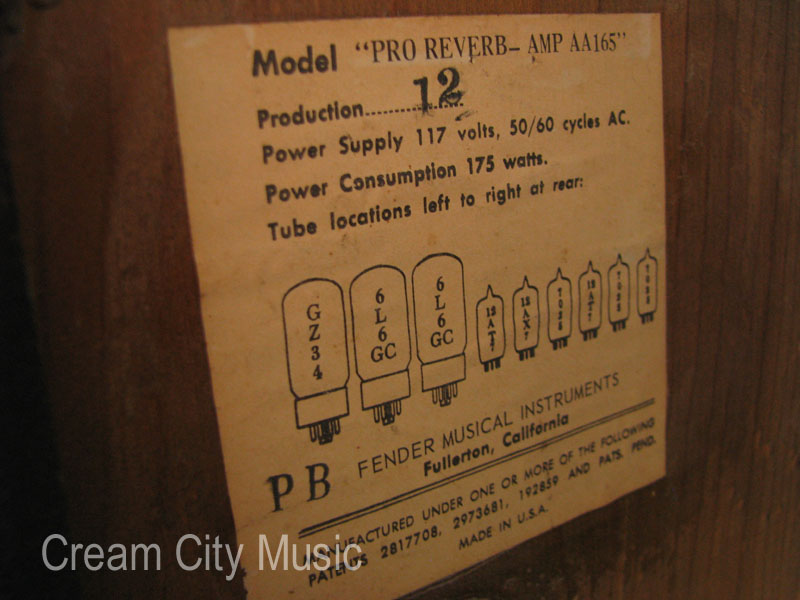 Model "PRO REVERB- AMP AA165"
Production.................12
Power Supply 117 volts, 50/60 cycles AC.
Power Consumption 175 watts.
Tube locations left to right at rear:
GZ34 6L6GC 6L6GC 12AT7 12AX7 7025 12AT7 7025 7025
PB FENDER MUSICAL INSTRUMENTS
Fullerton, California
MANUFACTURED UNDER ONE OR MORE OF THE FOLLOWING
PATENTS 2817708, 2973681, 192859 AND PATS. PEND.
MADE IN U.S.A.
Cream City Music